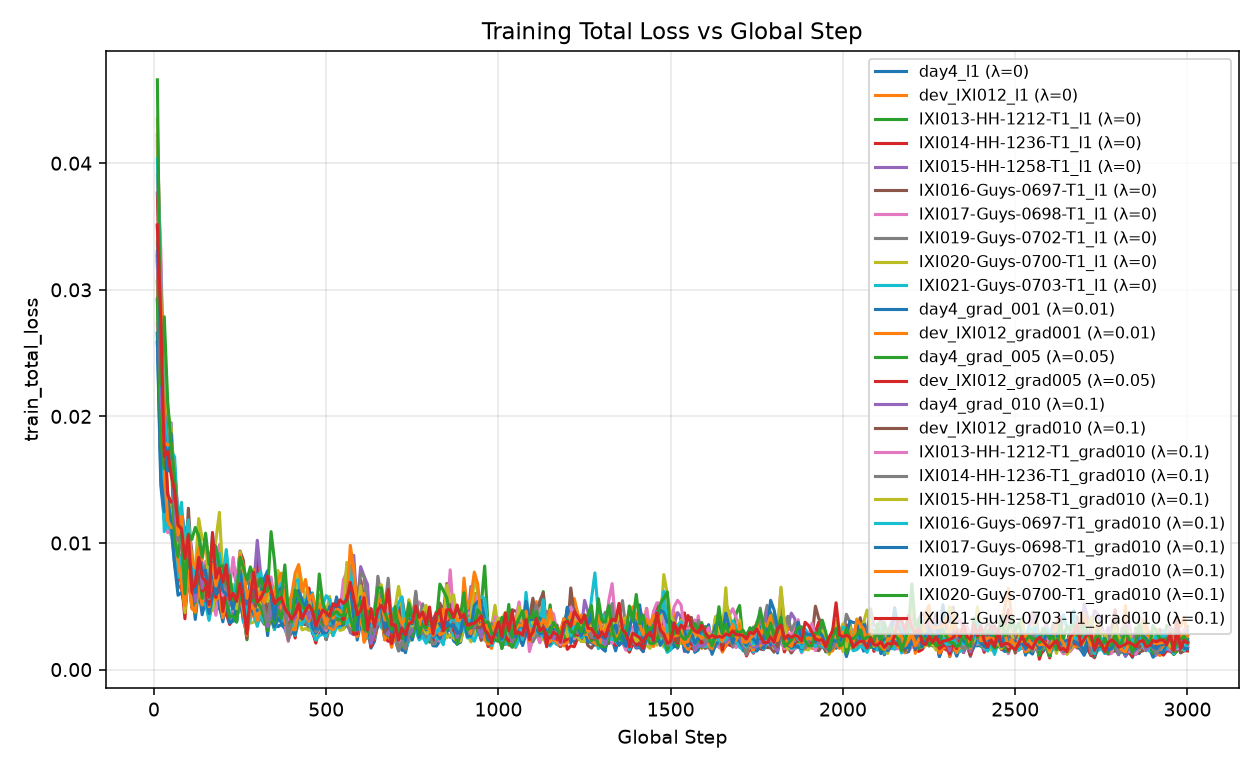 Training Total Loss vs Global Step
train_total_loss
0.04
0.03
0.02
0.01
0.00
day4_l1 (λ=0)
dev_IXI012_l1 (λ=0)
IXI013-HH-1212-T1_l1 (λ=0)
IXI014-HH-1236-T1_l1 (λ=0)
IXI015-HH-1258-T1_l1 (λ=0)
IXI016-Guys-0697-T1_l1 (λ=0)
IXI017-Guys-0698-T1_l1 (λ=0)
IXI019-Guys-0702-T1_l1 (λ=0)
IXI020-Guys-0700-T1_l1 (λ=0)
IXI021-Guys-0703-T1_l1 (λ=0)
day4_grad_001 (λ=0.01)
dev_IXI012_grad001 (λ=0.01)
day4_grad_005 (λ=0.05)
dev_IXI012_grad005 (λ=0.05)
day4_grad_010 (λ=0.1)
dev_IXI012_grad010 (λ=0.1)
IXI013-HH-1212-T1_grad010 (λ=0.1)
IXI014-HH-1236-T1_grad010 (λ=0.1)
IXI015-HH-1258-T1_grad010 (λ=0.1)
IXI016-Guys-0697-T1_grad010 (λ=0.1)
IXI017-Guys-0698-T1_grad010 (λ=0.1)
IXI019-Guys-0702-T1_grad010 (λ=0.1)
IXI020-Guys-0700-T1_grad010 (λ=0.1)
IXI021-Guys-0703-T1_grad010 (λ=0.1)
0 500 1000 1500 2000 2500 3000
Global Step